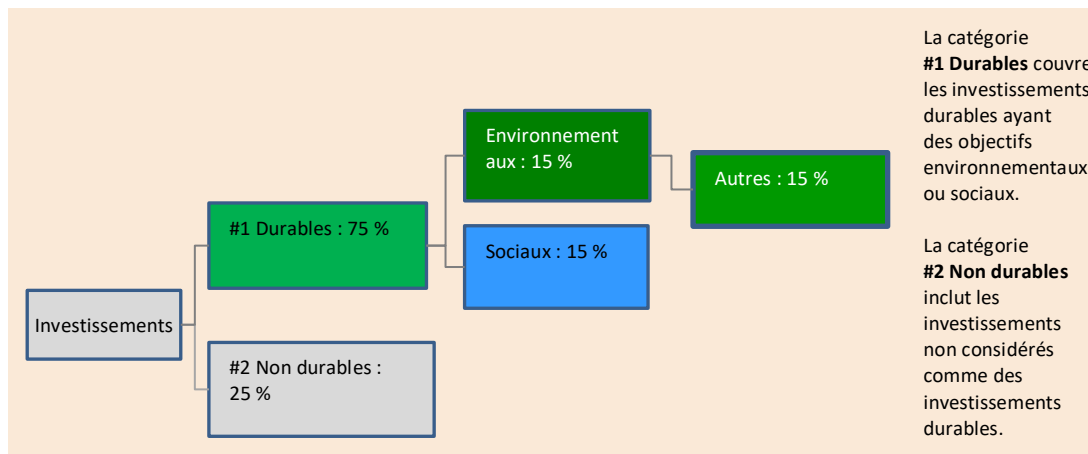 La catégorie
#1 Durables couvre
les investissements
durables ayant
des objectifs
environnementaux
ou sociaux.
La catégorie
#2 Non durables
inclut les
investissements
non considérés
comme des
investissements
durables.
Investissements
#1 Durables : 75 %
#2 Non durables :
25 %
Environnement
aux : 15 %
Sociaux : 15 %
Autres : 15 %